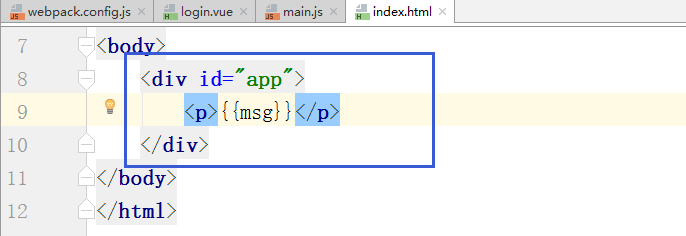 webpack.config.js login.vue main.js index.html
7 <body>
8 <div id="app">
9 <p>{{msg}}</p>
10 </div>
11 </body>
12 </html>